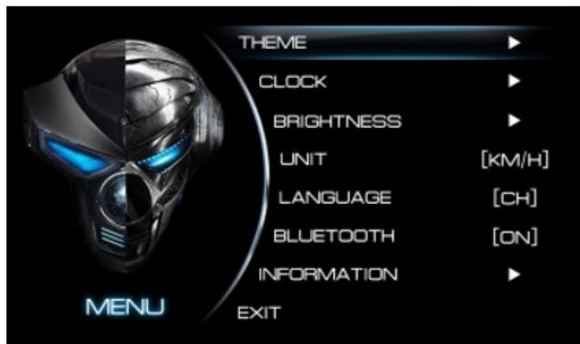 THEME
CLOCK
BRIGHTNESS
UNIT [KM/H]
LANGUAGE [CH]
BLUETOOTH [ON]
INFORMATION
EXIT
MENU